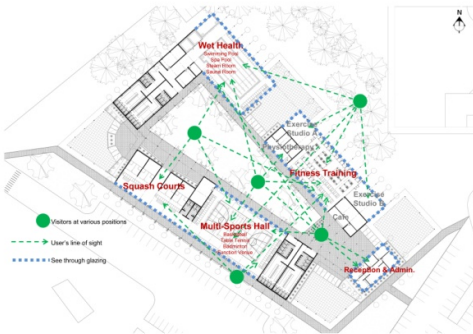 N
Wet Health
Swimming Pool
Spa Pool
Steam Room
Sauna Room
Exercise
Studio A
Physiotherapy
Fitness Training
Squash Courts
Exercise
Studio B
Cafe
Multi-Sports Hall
Basketball
Table Tennis
Badminton
Function Venue
Reception & Admin.
Visitors at various positions
User's line of sight
See through glazing